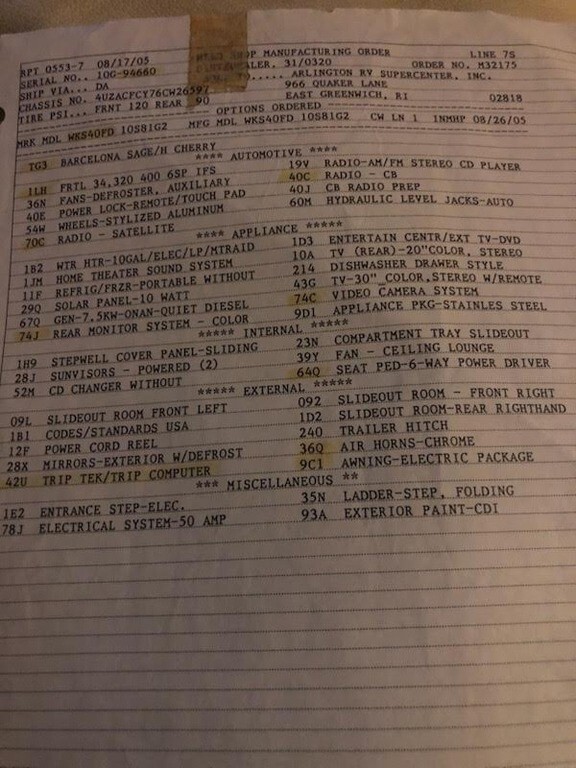 RPT 0553-7 08/17/05 SHOP MANUFACTURING ORDER LINE 7S
SERIAL NO.. 10G-94660 31/0320 ORDER NO. M32175
SHIP VIA... DA ARLINGTON RV SUPERCENTER, INC.
CHASSIS NO. 4UZACFCY76CW26597 966 QUAKER LANE
TIRE PSI... FRNT 120 REAR 90 EAST GREENWICH, RI 02818
OPTIONS ORDERED
MRK MDL WKS40FD 10S81G2 MFG MDL WKS40FD 10S81G2 CW LN 1 INMHP 08/26/05
TG3 BARCELONA SAGE/H CHERRY
**** AUTOMOTIVE ****
1LH FRTL 34,320 400 6SP IFS 19V RADIO-AM/FM STEREO CD PLAYER
36N FANS-DEFROSTER, AUXILIARY 40C RADIO - CB
40E POWER LOCK-REMOTE/TOUCH PAD 40J CB RADIO PREP
54W WHEELS-STYLIZED ALUMINUM 60M HYDRAULIC LEVEL JACKS-AUTO
70C RADIO - SATELLITE
**** APPLIANCE *****
1B2 WTR HTR-10GAL/ELEC/LP/MTRAID 1D3 ENTERTAIN CENTR/EXT TV-DVD
1JM HOME THEATER SOUND SYSTEM 10A TV (REAR)-20"COLOR, STEREO
11F REFRIG/FRZR-PORTABLE WITHOUT 214 DISHWASHER DRAWER STYLE
29Q SOLAR PANEL-10 WATT 43G TV-30" COLOR,STEREO W/REMOTE
67Q GEN-7.5KW-ONAN-QUIET DIESEL 74C VIDEO CAMERA SYSTEM
74J REAR MONITOR SYSTEM - COLOR 9D1 APPLIANCE PKG-STAINLES STEEL
***** INTERNAL *****
1H9 STEPWELL COVER PANEL-SLIDING 23N COMPARTMENT TRAY SLIDEOUT
28J SUNVISORS - POWERED (2) 39Y FAN - CEILING LOUNGE
52M CD CHANGER WITHOUT 64Q SEAT PED-6-WAY POWER DRIVER
***** EXTERNAL *****
09L SLIDEOUT ROOM FRONT LEFT 092 SLIDEOUT ROOM - FRONT RIGHT
1B1 CODES/STANDARDS USA 1D2 SLIDEOUT ROOM-REAR RIGHTHAND
12F POWER CORD REEL 240 TRAILER HITCH
28X MIRRORS-EXTERIOR W/DEFROST 36Q AIR HORNS-CHROME
42U TRIP TEK/TRIP COMPUTER 9C1 AWNING-ELECTRIC PACKAGE
*** MISCELLANEOUS **
1E2 ENTRANCE STEP-ELEC. 35N LADDER-STEP, FOLDING
78J ELECTRICAL SYSTEM-50 AMP 93A EXTERIOR PAINT-CDI